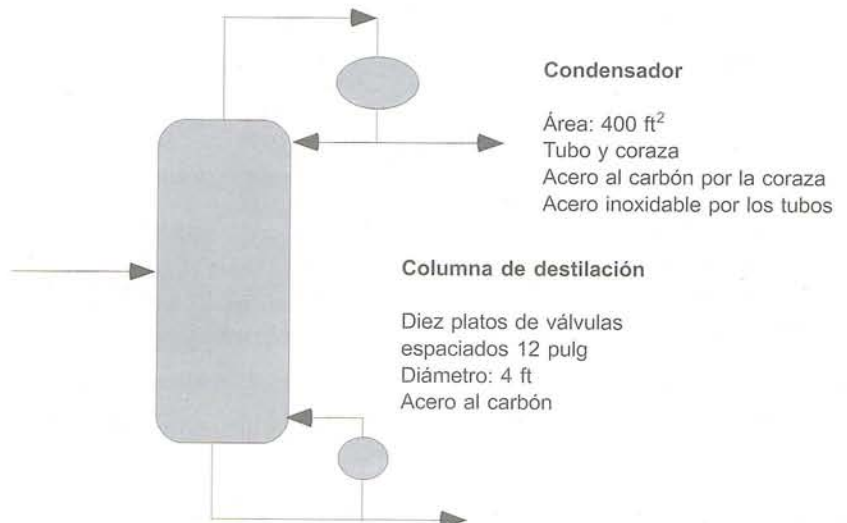 Condensador
Área: 400 ft²
Tubo y coraza
Acero al carbón por la coraza
Acero inoxidable por los tubos
Columna de destilación
Diez platos de válvulas
espaciados 12 pulg
Diámetro: 4 ft
Acero al carbón